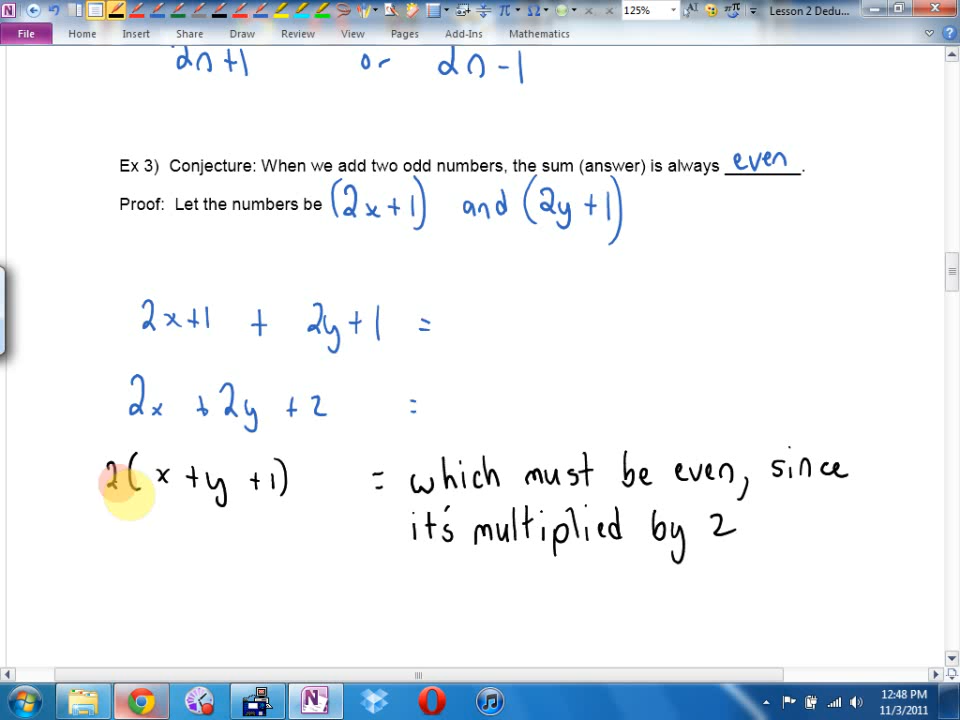 125%
Lesson 2 Dedu...
File Home Insert Share Draw Review View Pages Add-Ins Mathematics
2n+1 or 2n-1
Ex 3) Conjecture: When we add two odd numbers, the sum (answer) is always even.
Proof: Let the numbers be (2x+1) and (2y+1)
2x+1 + 2y+1 =
2x +2y +2 =
2(x+y+1) = which must be even, since
it's multiplied by 2
12:48 PM
11/3/2011